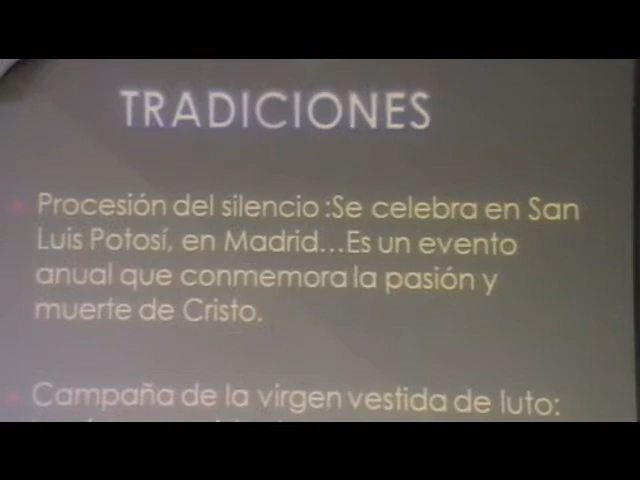 TRADICIONES
Procesión del silencio :Se celebra en San
Luis Potosí, en Madrid...Es un evento
anual que conmemora la pasión y
muerte de Cristo.
Campaña de la virgen vestida de luto: